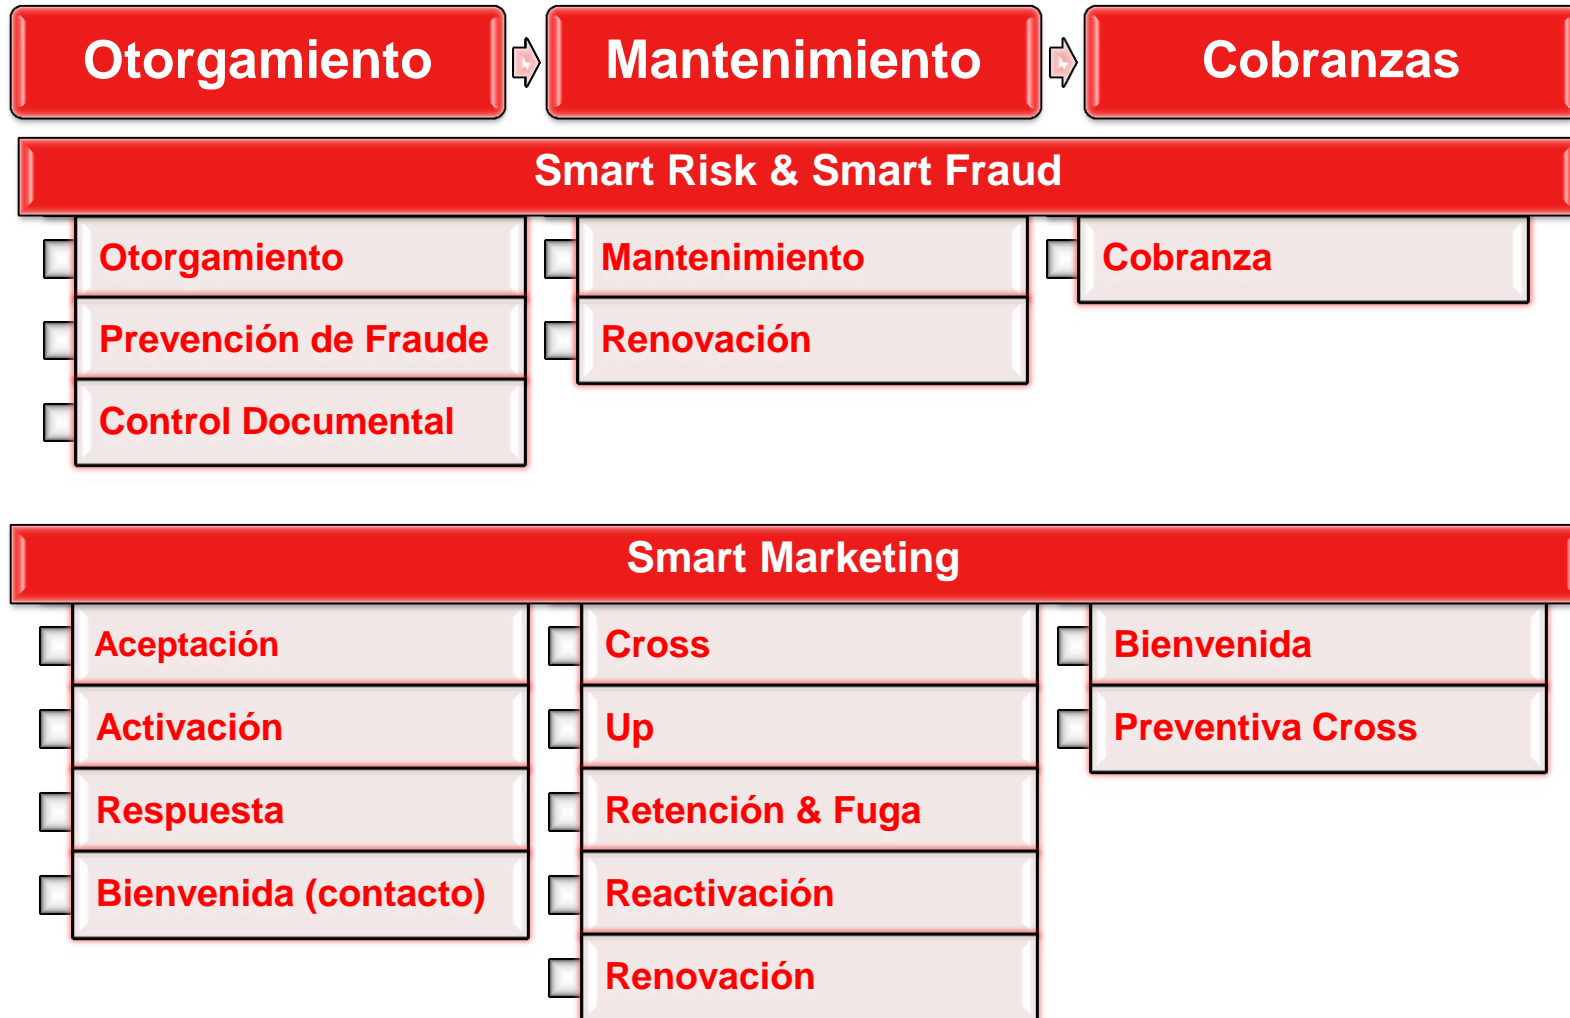 Otorgamiento
Mantenimiento
Cobranzas
Smart Risk & Smart Fraud
Otorgamiento
Prevención de Fraude
Control Documental
Mantenimiento
Renovación
Cobranza
Smart Marketing
Aceptación
Activación
Respuesta
Bienvenida (contacto)
Cross
Up
Retención & Fuga
Reactivación
Renovación
Bienvenida
Preventiva Cross